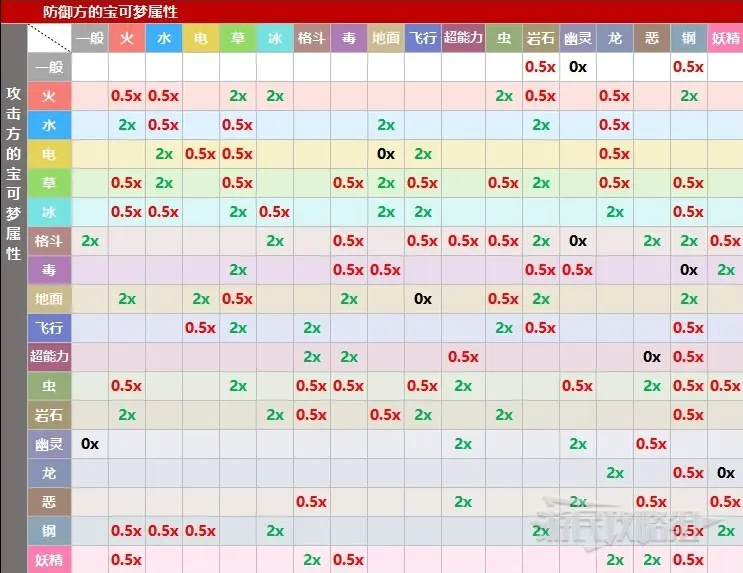 防御方的宝可梦属性
一般 火 水 电 草 冰 格斗 毒 地面 飞行 超能力 虫 岩石 幽灵 龙 恶 钢 妖精
攻击方的宝可梦属性
一般 0.5x 0x 0.5x
火 0.5x 0.5x 2x 2x 2x 0.5x 0.5x 2x
水 2x 0.5x 0.5x 2x 2x 0.5x
电 2x 0.5x 0.5x 0x 2x 0.5x
草 0.5x 2x 0.5x 0.5x 2x 0.5x 0.5x 2x 0.5x 0.5x
冰 0.5x 0.5x 2x 0.5x 2x 2x 2x 0.5x
格斗 2x 2x 0.5x 0.5x 0.5x 0.5x 2x 0x 2x 2x 0.5x
毒 2x 0.5x 0.5x 0.5x 0.5x 0x 2x
地面 2x 2x 0.5x 2x 0x 0.5x 2x 2x
飞行 0.5x 2x 2x 2x 0.5x 0.5x
超能力 2x 2x 0.5x 0x 0.5x
虫 0.5x 2x 0.5x 0.5x 0.5x 2x 0.5x 2x 0.5x 0.5x
岩石 2x 2x 0.5x 0.5x 2x 2x 0.5x
幽灵 0x 2x 2x 0.5x
龙 2x 0.5x 0x
恶 0.5x 2x 2x 0.5x 0.5x
钢 0.5x 0.5x 0.5x 2x 2x 0.5x 2x
妖精 0.5x 2x 0.5x 2x 2x 0.5x